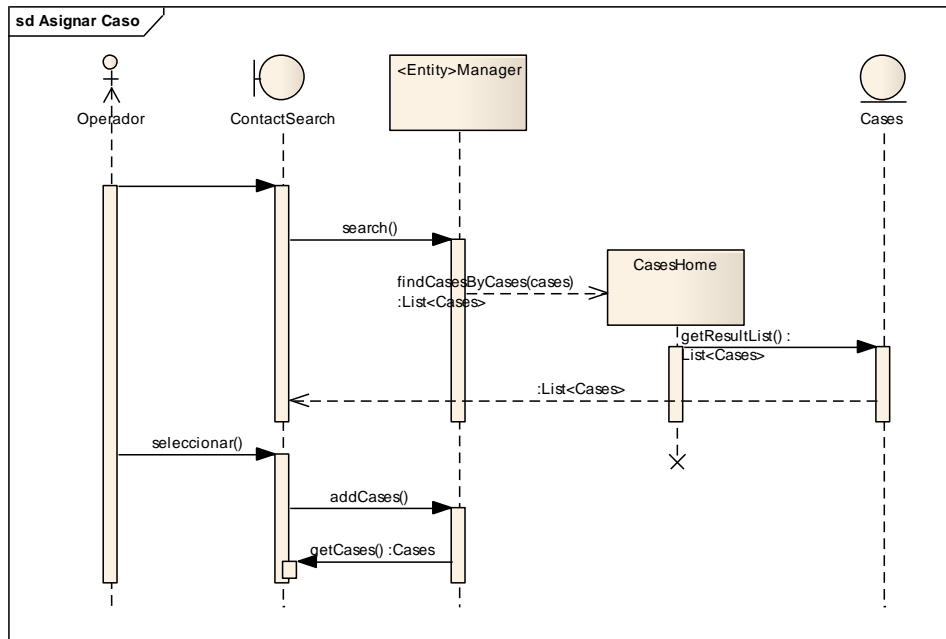 sd Asignar Caso
Operador
ContactSearch
<Entity>Manager
Cases
search()
CasesHome
findCasesByCases(cases)
:List<Cases>
getResultList() :
List<Cases>
:List<Cases>
seleccionar()
addCases()
getCases() :Cases